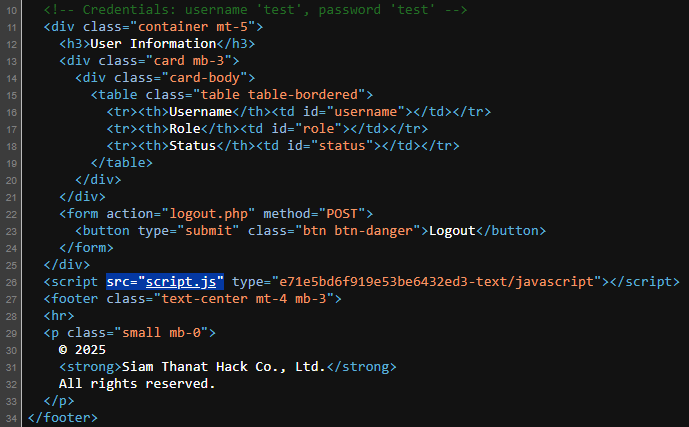 10 <!-- Credentials: username 'test', password 'test' -->
11 <div class="container mt-5">
12 <h3>User Information</h3>
13 <div class="card mb-3">
14 <div class="card-body">
15 <table class="table table-bordered">
16 <tr><th>Username</th><td id="username"></td></tr>
17 <tr><th>Role</th><td id="role"></td></tr>
18 <tr><th>Status</th><td id="status"></td></tr>
19 </table>
20 </div>
21 </div>
22 <form action="logout.php" method="POST">
23 <button type="submit" class="btn btn-danger">Logout</button>
24 </form>
25 </div>
26 <script src="script.js" type="e71e5bd6f919e53be6432ed3-text/javascript"></script>
27 <footer class="text-center mt-4 mb-3">
28 <hr>
29 <p class="small mb-0">
30 © 2025
31 <strong>Siam Thanat Hack Co., Ltd.</strong>
32 All rights reserved.
33 </p>
34 </footer>